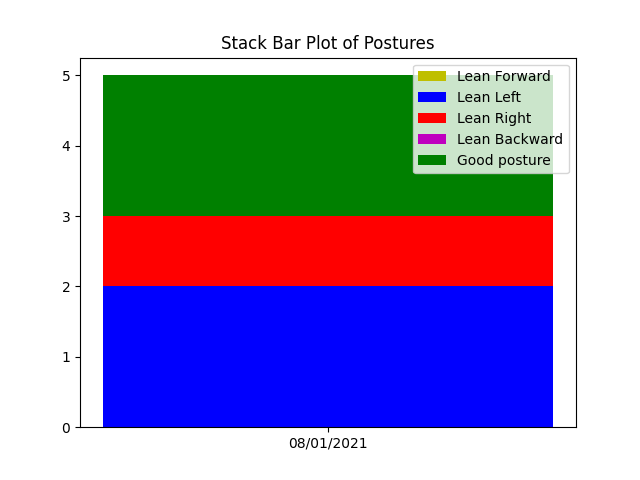 Stack Bar Plot of Postures
5
4
3
2
1
0
Lean Forward
Lean Left
Lean Right
Lean Backward
Good posture
08/01/2021